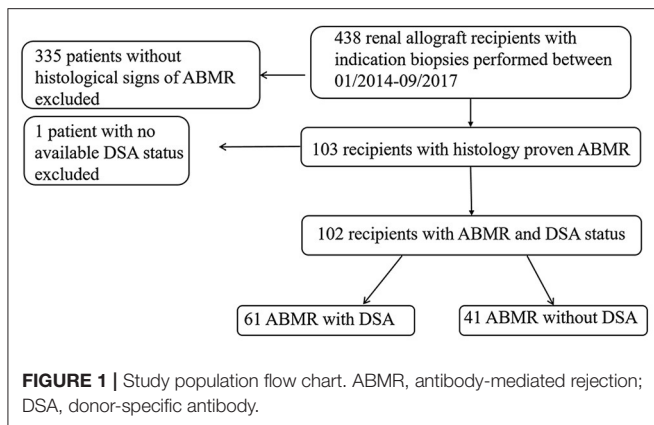 438 renal allograft recipients with
indication biopsies performed between
01/2014-09/2017
335 patients without
histological signs of ABMR
excluded
1 patient with no
available DSA status
excluded
103 recipients with histology proven ABMR
102 recipients with ABMR and DSA status
61 ABMR with DSA
41 ABMR without DSA
FIGURE 1 | Study population flow chart. ABMR, antibody-mediated rejection;
DSA, donor-specific antibody.